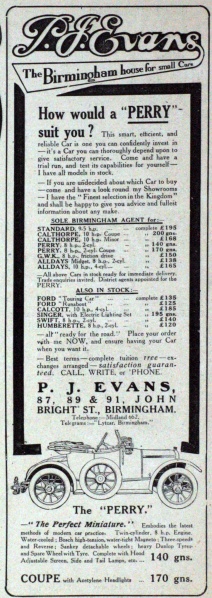 P. J. Evans
The Birmingham house for small Cars
How would a "PERRY"
suit you? This smart, efficient, and
reliable Car is one you can confidently invest in
—it's a Car you can thoroughly depend upon to
give satisfactory service. Come and have a
trial run, and test its capabilities for yourself—
I have all models in stock.
—If you are undecided about which Car to buy
—come and have a look round my Showrooms
—I have the "Finest selection in the Kingdom"
and shall be happy to give you advice and fullest
information about any make.
SOLE BIRMINGHAM AGENT for:—
STANDARD, 9.5 h.p. complete £195
CALTHORPE, 10 h.p. Coupe 200 gns.
CALTHORPE, 10 h.p. Minor £168
PERRY, 8 h.p., 2-pol. 140 gns.
PERRY, 8 h.p., 2-pol. Coupe 170 gns.
G.W.K., 8 h.p., friction drive £150
ALLDAYS Midget, 8 h.p., 2-cyl. £138
ALLDAYS, 10 h.p., 4-cyl. £165
—All above Cars in stock ready for immediate delivery.
Trade enquiries invited. District agents appointed for the
PERRY.
ALSO IN STOCK:—
FORD "Touring Car" complete £135
FORD "Runabout" £125
CALCOTT, 10 h.p., 4-cyl. £185
SINGER, with Electric Lighting Set 195 gns.
SWIFT, 8 h.p., 2-cyl. £140
HUMBERETTE, 8 h.p., 2-cyl. £120
—all "ready for the road." Place your order
with me NOW, and ensure having your Car
when you want it.
—Best terms—complete tuition FREE—ex-
changes arranged—satisfaction guaran-
teed. CALL, WRITE, or 'PHONE.
P. J. EVANS,
87, 89 & 91, JOHN
BRIGHT ST., BIRMINGHAM.
Telephone—Midland
Telegrams—"Lytcar, Birmingham."
The "PERRY."
—"The Perfect Miniature." Embodies the latest
methods of modern car practice. Twin-cylinder, 8 h.p. Engine.
Water-cooled; Bosch high-tension, water-tight Magneto; Three speeds
and Reverse; Sankey detachable wheels; heavy Dunlop Tyres
and Spare Wheel with Tyre. Complete with Hood
Adjustable Screen, Side and Tail Lamps, etc. 140 gns.
COUPE with Acetylene Headlights 170 gns.